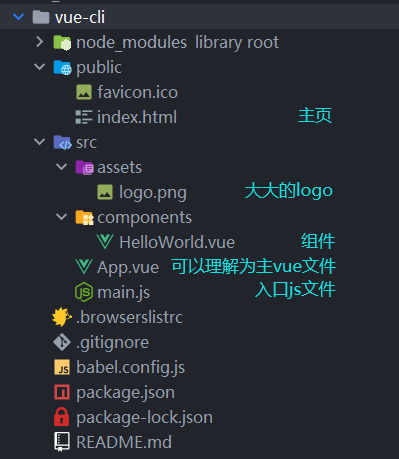 vue-cli
node_modules library root
public
favicon.ico
index.html 主页
src
assets
logo.png 大大的logo
components
HelloWorld.vue 组件
App.vue 可以理解为主vue文件
main.js 入口js文件
.browserslistrc
.gitignore
babel.config.js
package.json
package-lock.json
README.md